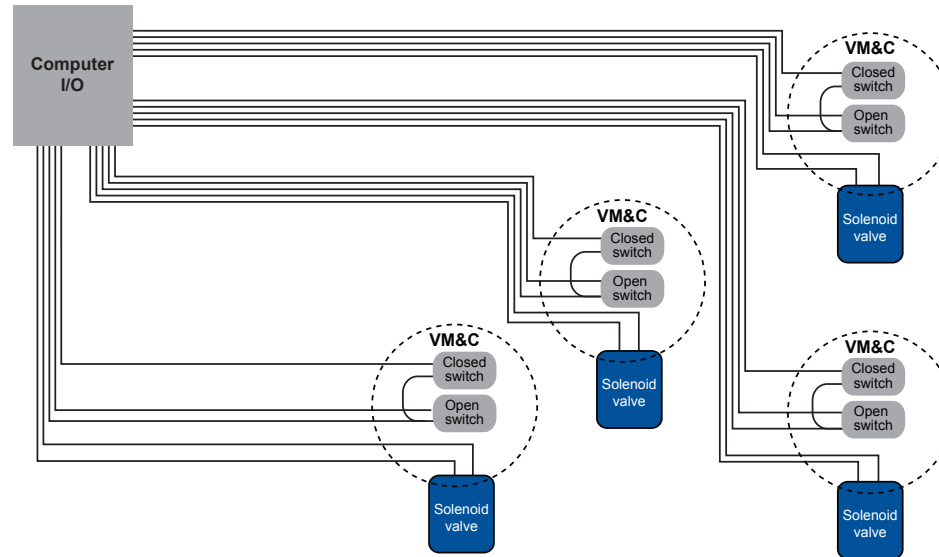 Computer
I/O
VM&C
Closed
switch
Open
switch
Solenoid
valve
VM&C
Closed
switch
Open
switch
Solenoid
valve
VM&C
Closed
switch
Open
switch
Solenoid
valve
VM&C
Closed
switch
Open
switch
Solenoid
valve